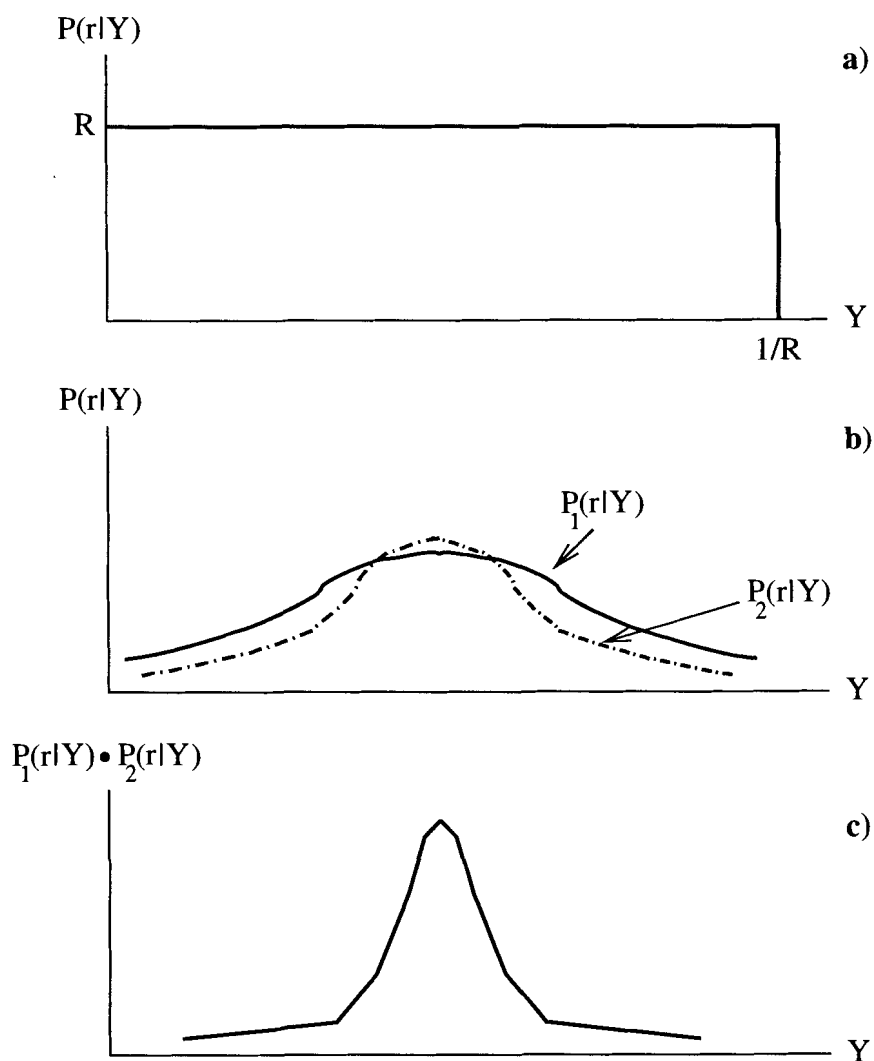 P(r|Y)
a)
R
Y
1/R
P(r|Y)
b)
P1(r|Y)
P2(r|Y)
Y
P1(r|Y) • P2(r|Y)
c)
Y